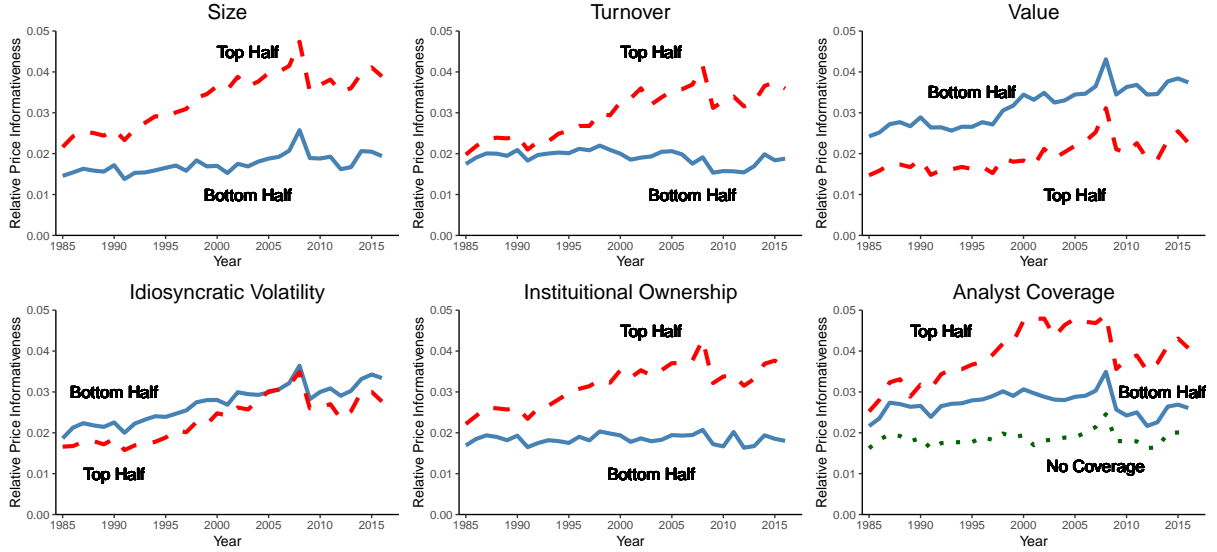 Size
Relative Price Informativeness
0.05
0.04
0.03
0.02
0.01
0.00
Top Half
Bottom Half
1985 1990 1995 2000 2005 2010 2015
Year
Turnover
Relative Price Informativeness
0.05
0.04
0.03
0.02
0.01
0.00
Top Half
Bottom Half
1985 1990 1995 2000 2005 2010 2015
Year
Value
Relative Price Informativeness
0.05
0.04
0.03
0.02
0.01
0.00
Bottom Half
Top Half
1985 1990 1995 2000 2005 2010 2015
Year
Idiosyncratic Volatility
Relative Price Informativeness
0.05
0.04
0.03
0.02
0.01
0.00
Bottom Half
Top Half
1985 1990 1995 2000 2005 2010 2015
Year
Instituitional Ownership
Relative Price Informativeness
0.05
0.04
0.03
0.02
0.01
0.00
Top Half
Bottom Half
1985 1990 1995 2000 2005 2010 2015
Year
Analyst Coverage
Relative Price Informativeness
0.05
0.04
0.03
0.02
0.01
0.00
Top Half
Bottom Half
No Coverage
1985 1990 1995 2000 2005 2010 2015
Year